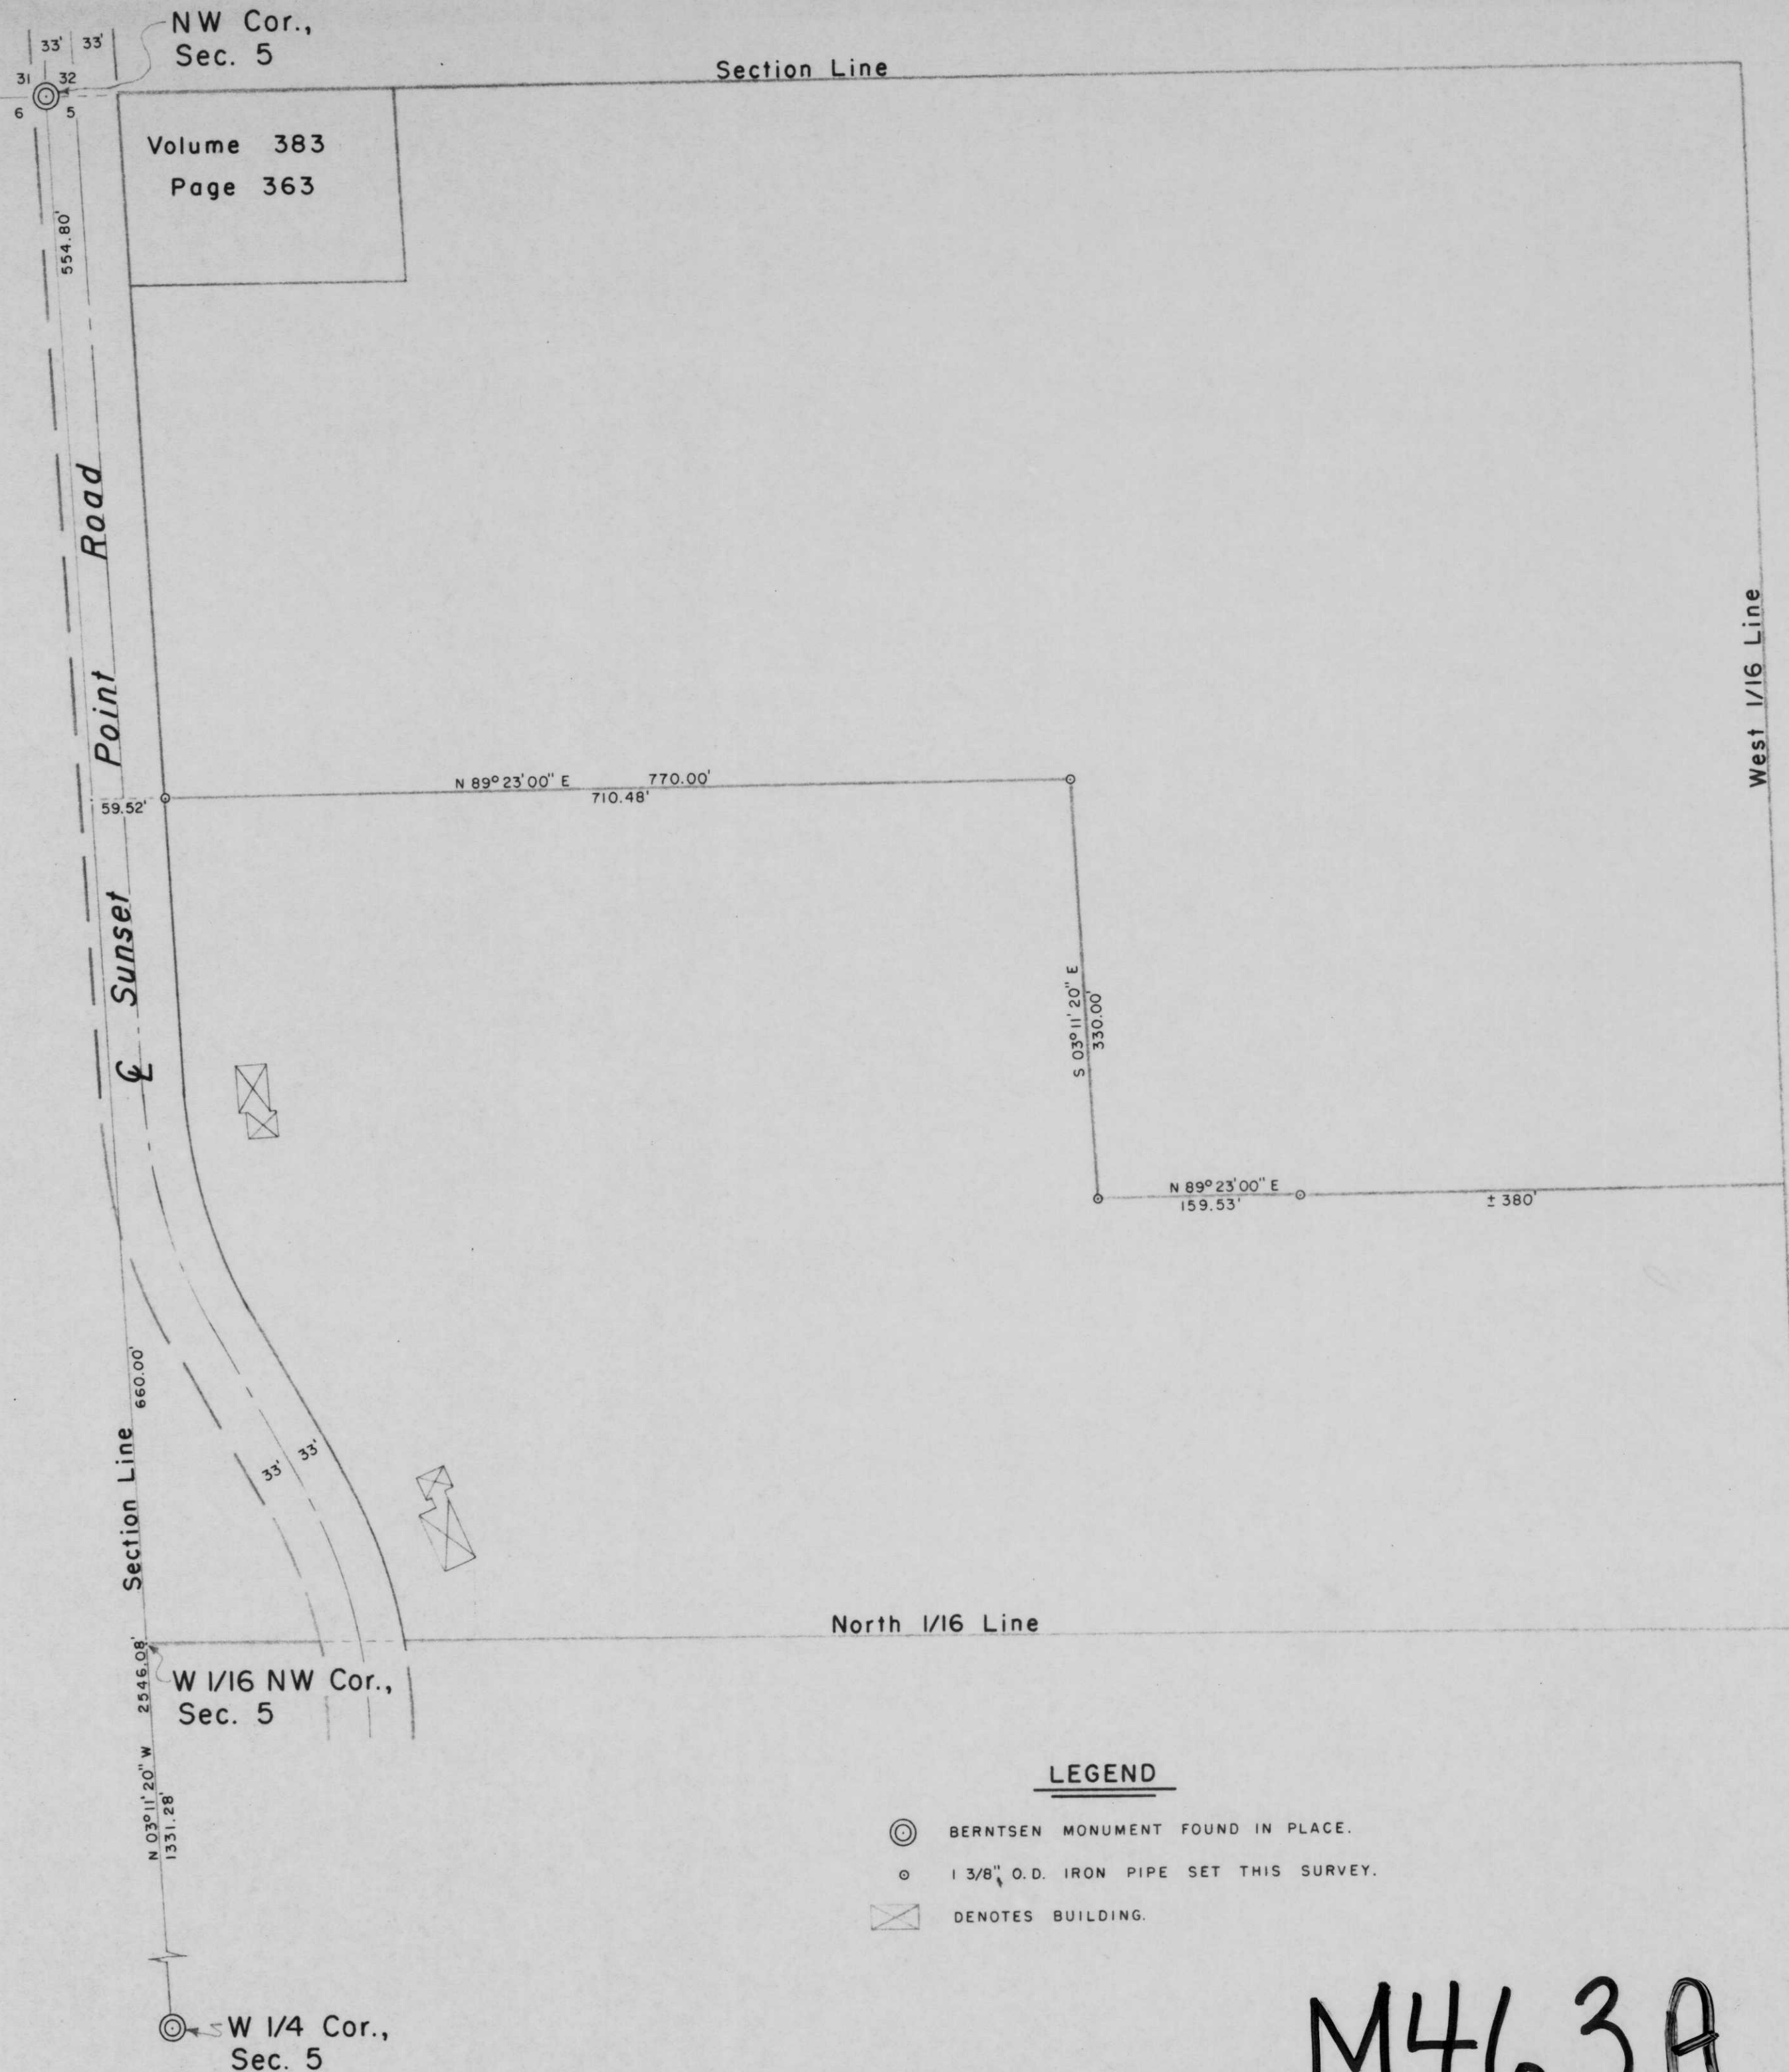 NW Cor.,
Sec. 5
33' 33'
31 32
6 5
Section Line
Volume 383
Page 363
554.80'
℄ Sunset Point Road
West 1/16 Line
N 89° 23' 00" E 770.00'
710.48'
59.52'
S 03° 11' 20" E
330.00'
N 89° 23' 00" E
159.53'
± 380'
Section Line 660.00'
33' 33'
North 1/16 Line
W 1/16 NW Cor.,
Sec. 5
N 03° 11' 20" W 2546.08'
1331.28'
LEGEND
BERNTSEN MONUMENT FOUND IN PLACE.
1 3/8", O.D. IRON PIPE SET THIS SURVEY.
DENOTES BUILDING.
W 1/4 Cor.,
Sec. 5